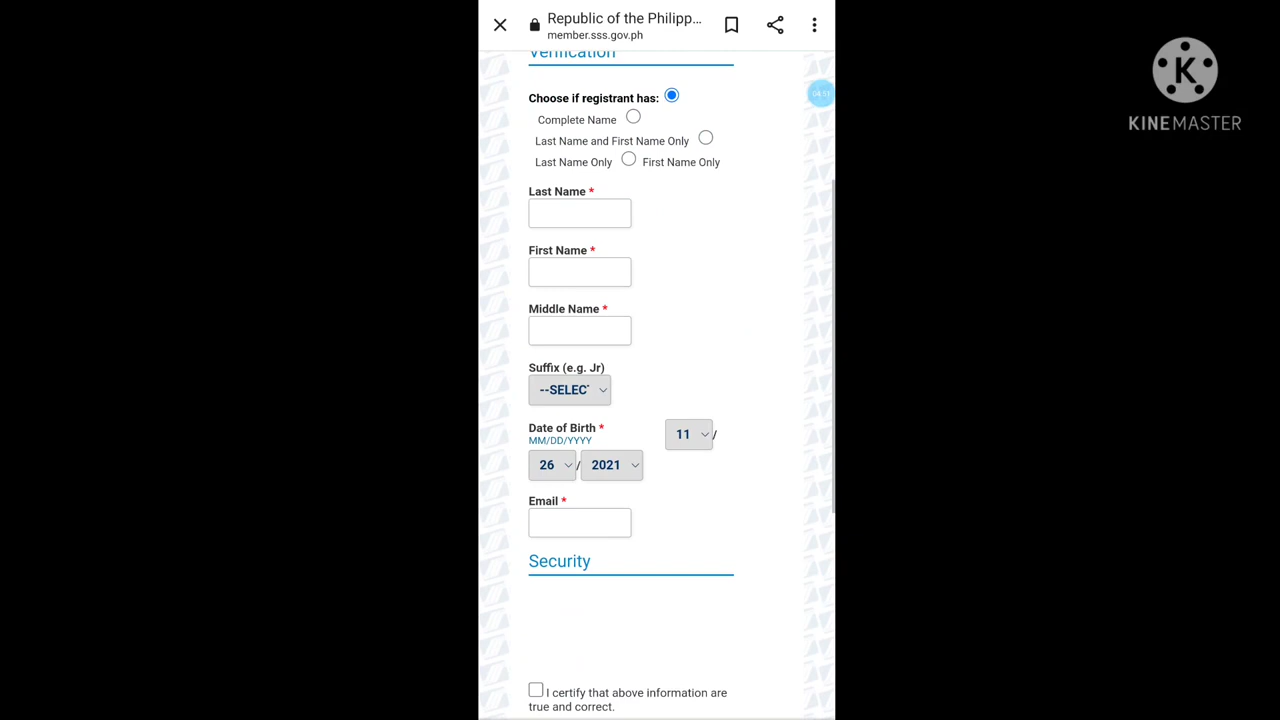 Republic of the Philipp...
member.sss.gov.ph
Verification
Choose if registrant has:
Complete Name
Last Name and First Name Only
Last Name Only First Name Only
Last Name *
First Name *
Middle Name *
Suffix (e.g. Jr)
--SELECT
Date of Birth *
MM/DD/YYYY
11 /
26 / 2021
Email *
Security
I certify that above information are
true and correct.
K
KINEMASTER